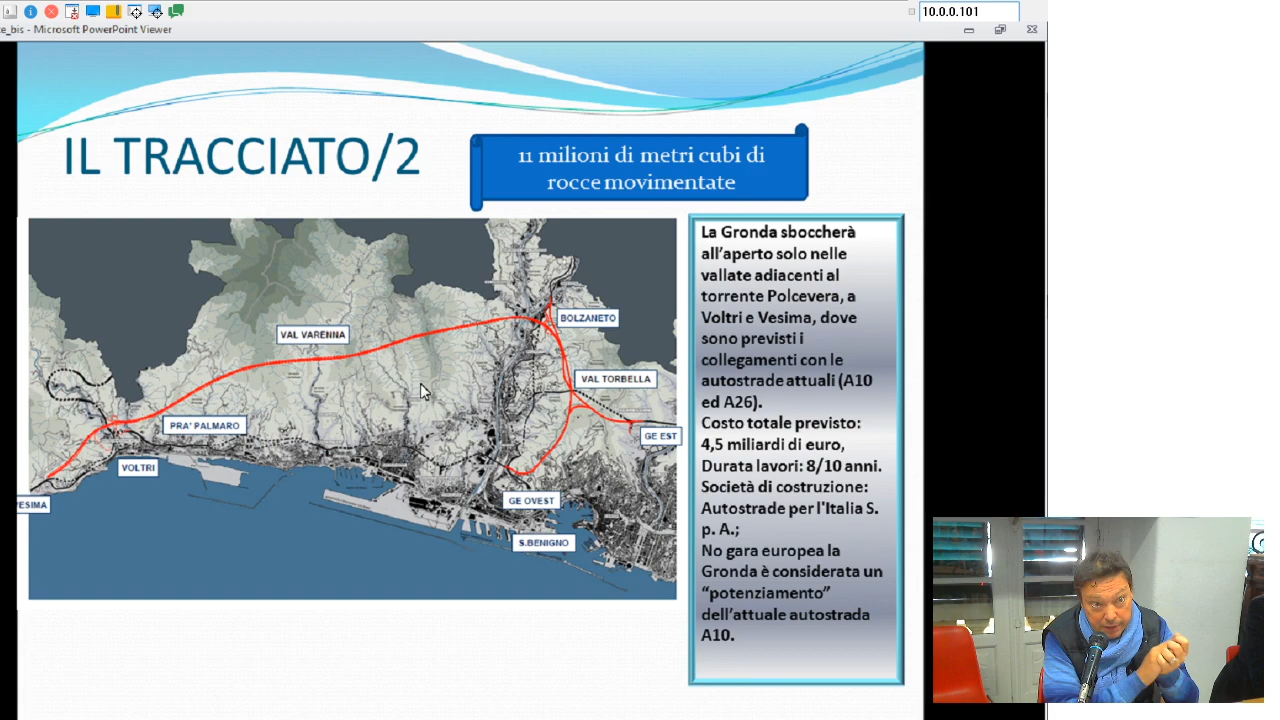 10.0.0.101
e_bis - Microsoft PowerPoint Viewer
IL TRACCIATO/2
11 milioni di metri cubi di
rocce movimentate
La Gronda sboccherà
all'aperto solo nelle
vallate adiacenti al
torrente Polcevera, a
Voltri e Vesima, dove
sono previsti i
collegamenti con le
autostrade attuali (A10
ed A26).
Costo totale previsto:
4,5 miliardi di euro,
Durata lavori: 8/10 anni.
Società di costruzione:
Autostrade per l'Italia S.
p. A.;
No gara europea la
Gronda è considerata un
“potenziamento”
dell'attuale autostrada
A10.
BOLZANETO
VAL VARENNA
VAL TORBELLA
PRA' PALMARO
GE EST
VOLTRI
GE OVEST
VESIMA
S.BENIGNO